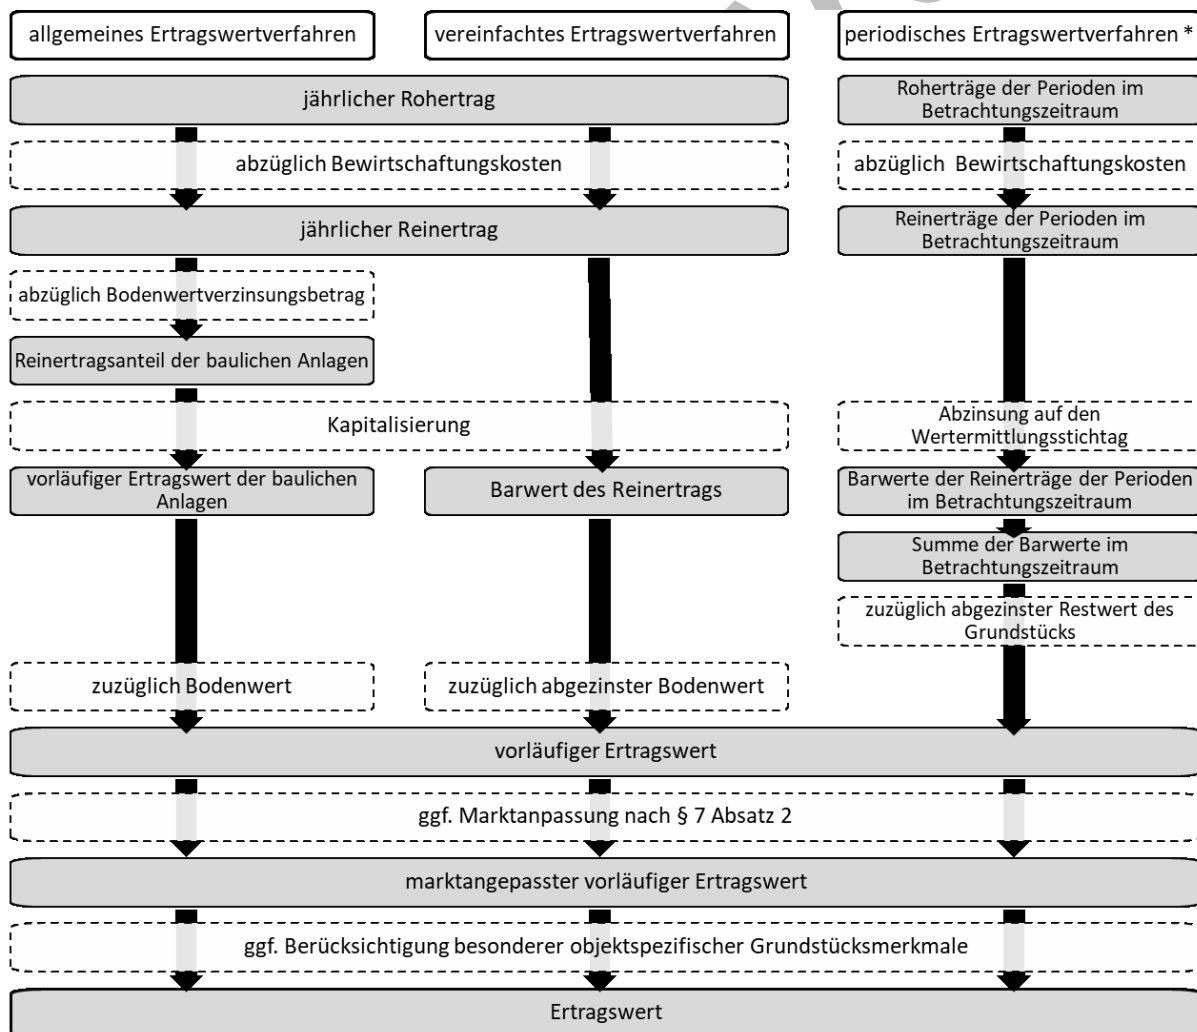 allgemeines Ertragswertverfahren
vereinfachtes Ertragswertverfahren
periodisches Ertragswertverfahren *
jährlicher Rohertrag
Roherträge der Perioden im
Betrachtungszeitraum
abzüglich Bewirtschaftungskosten
abzüglich Bewirtschaftungskosten
jährlicher Reinertrag
Reinerträge der Perioden im
Betrachtungszeitraum
abzüglich Bodenwertverzinsungsbetrag
Reinertragsanteil der baulichen Anlagen
Kapitalisierung
Abzinsung auf den
Wertermittlungsstichtag
vorläufiger Ertragswert der baulichen
Anlagen
Barwert des Reinertrags
Barwerte der Reinerträge der Perioden
im Betrachtungszeitraum
Summe der Barwerte im
Betrachtungszeitraum
zuzüglich abgezinster Restwert des
Grundstücks
zuzüglich Bodenwert
zuzüglich abgezinster Bodenwert
vorläufiger Ertragswert
ggf. Marktanpassung nach § 7 Absatz 2
marktangepasster vorläufiger Ertragswert
ggf. Berücksichtigung besonderer objektspezifischer Grundstücksmerkmale
Ertragswert